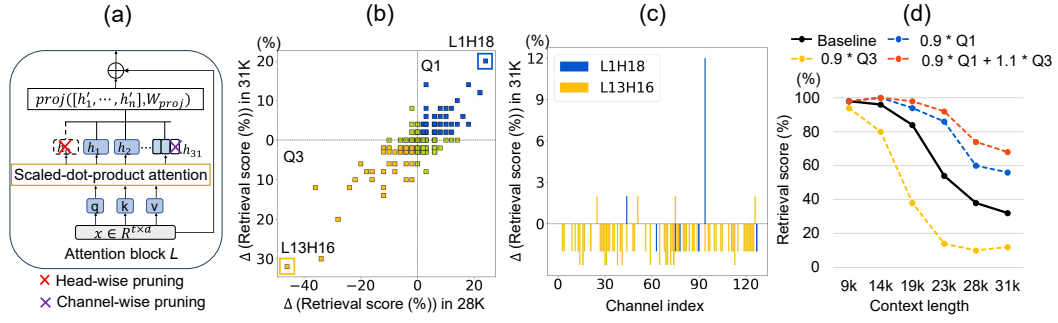 (a)
proj([h′1, ⋯, h′n], Wproj)
h1
h2
...
h31
Scaled-dot-product attention
q
k
v
x ∈ R^{t×d}
Attention block L
Head-wise pruning
Channel-wise pruning
(b)
(%)
L1H18
Q1
Q3
L13H16
20
10
0
10
20
30
Δ (Retrieval score (%)) in 31K
−40
−20
0
20
Δ (Retrieval score (%)) in 28K
(c)
(%)
L1H18
L13H16
12
9
6
3
0
3
Δ (Retrieval score (%)) in 31K
0
30
60
90
120
Channel index
(d)
Baseline
0.9 * Q1
0.9 * Q3
0.9 * Q1 + 1.1 * Q3
(%)
100
80
60
40
20
0
Retrieval score (%)
9k
14k
19k
23k
28k
31k
Context length